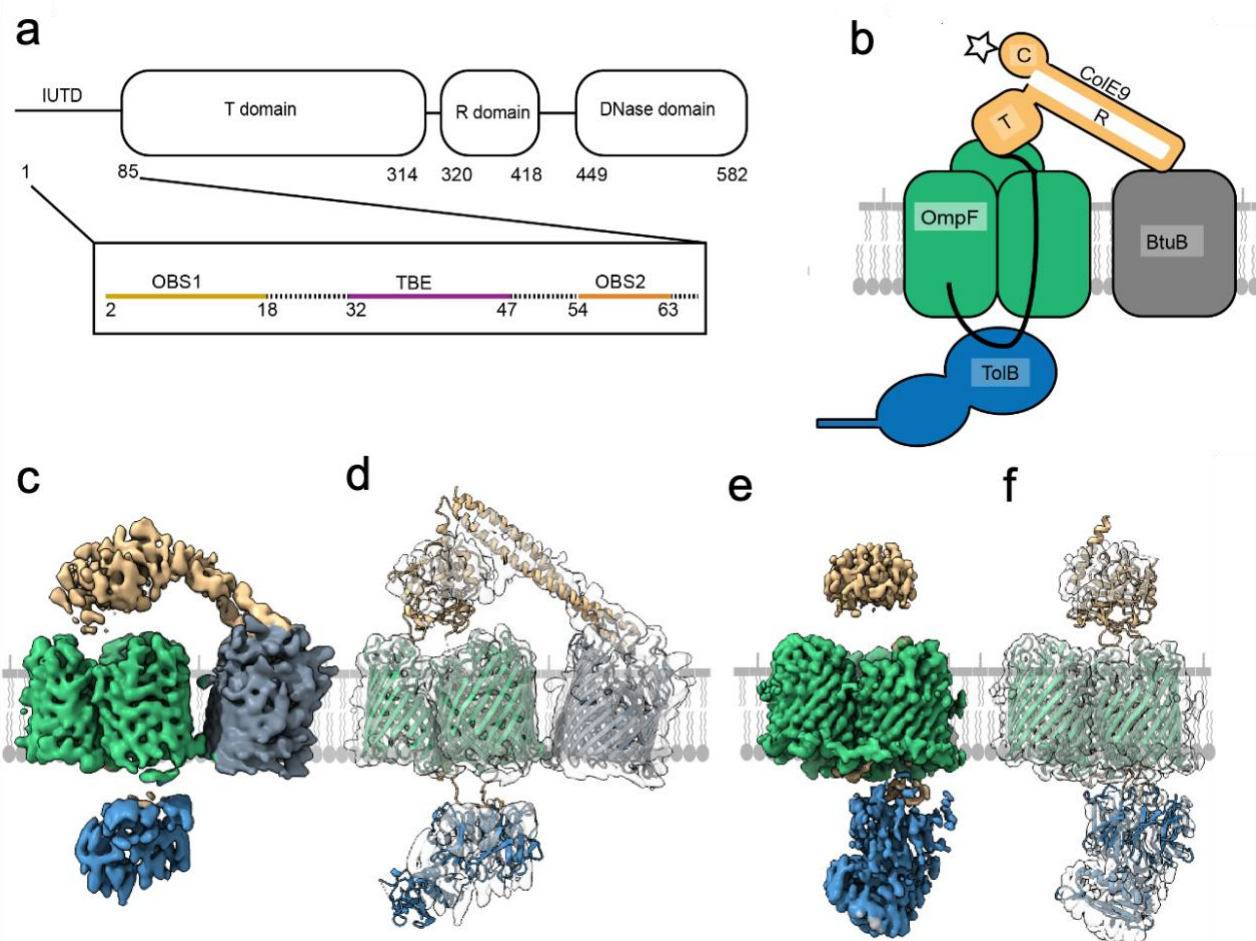 a
IUTD
T domain
R domain
DNase domain
1
85
314
320
418
449
582
OBS1
TBE
OBS2
2
18
32
47
54
63
b
C
ColE9
R
T
OmpF
BtuB
TolB
c
d
e
f